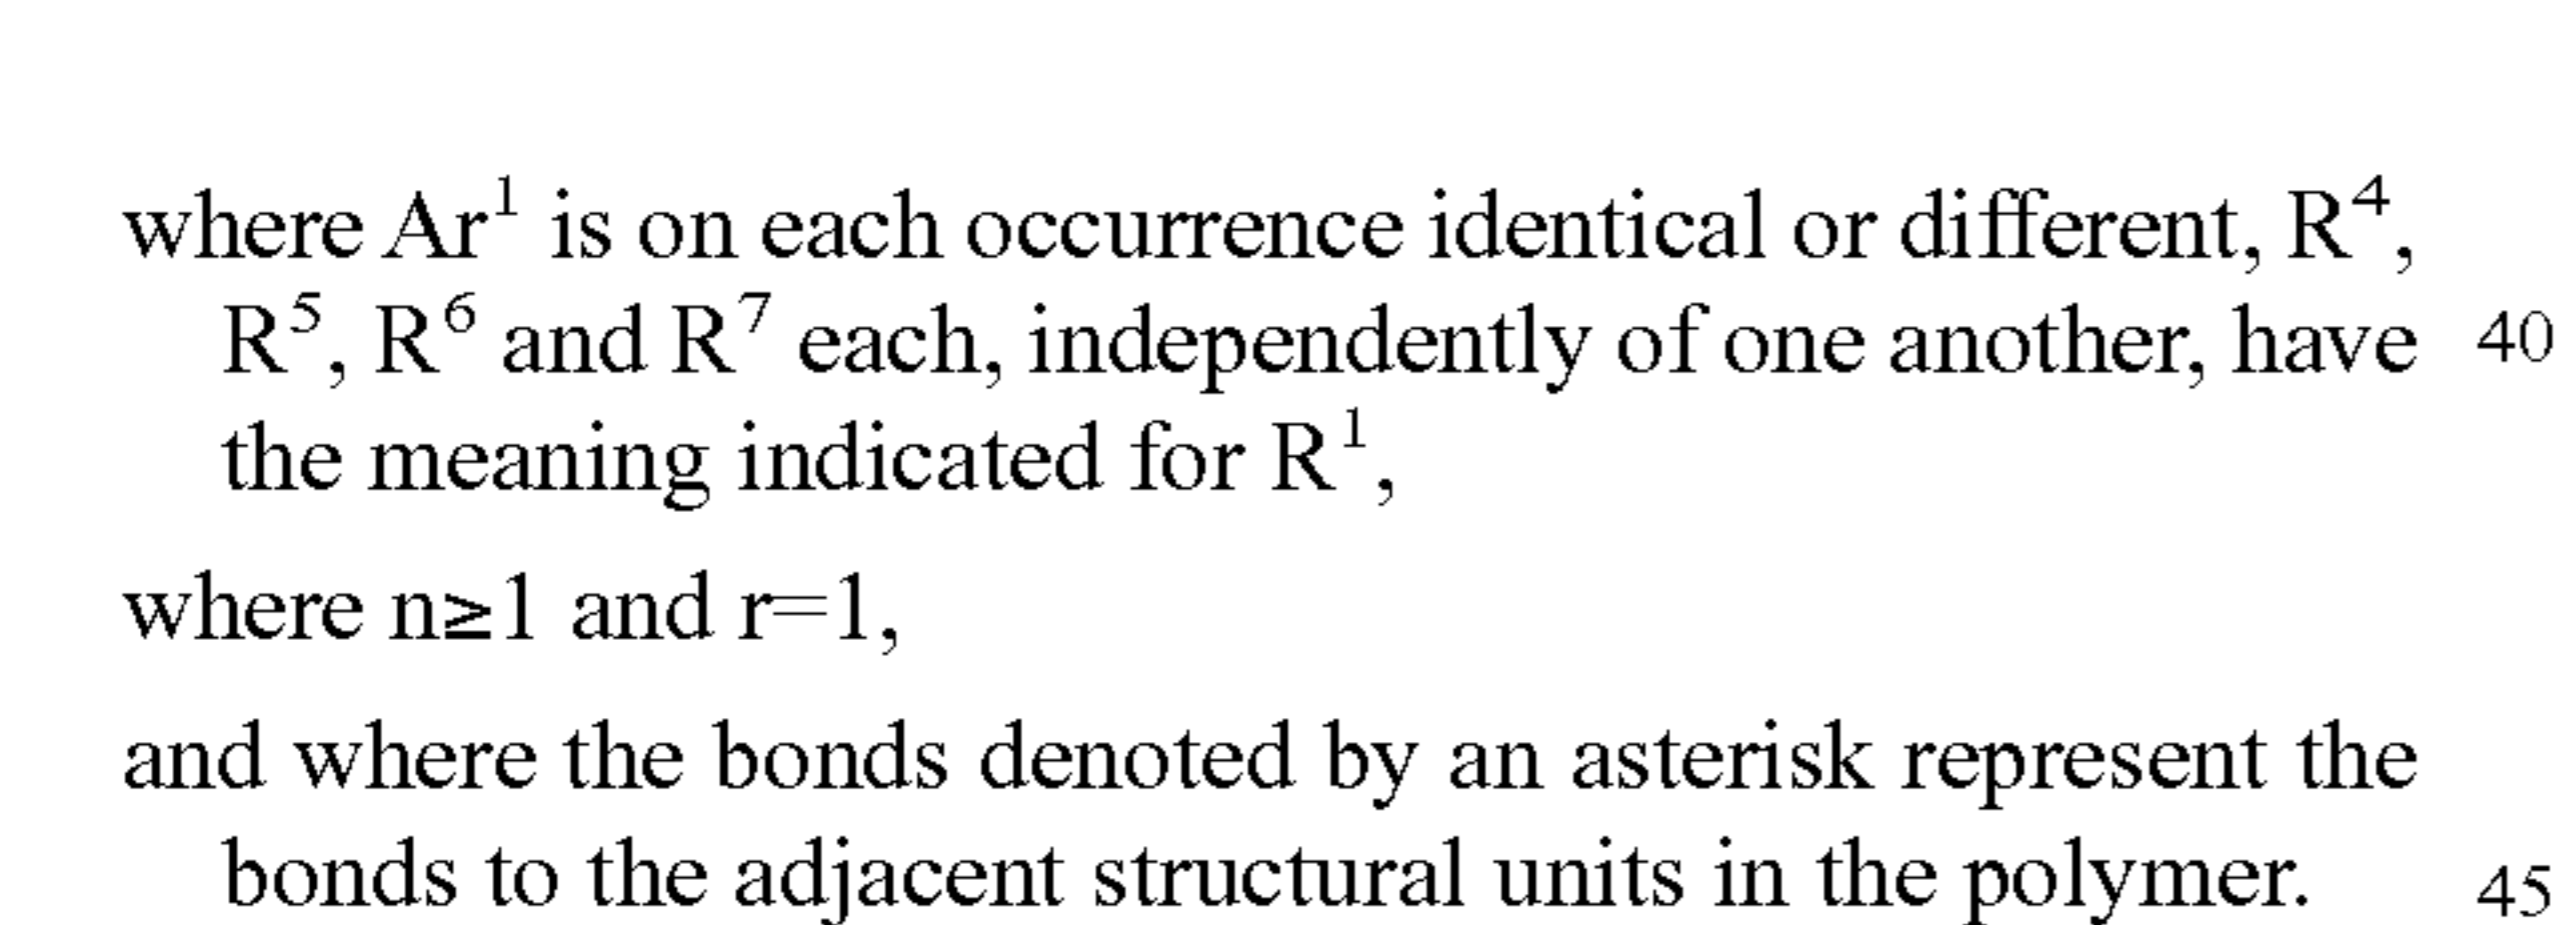 where Ar¹ is on each occurrence identical or different, R⁴,
R⁵, R⁶ and R⁷ each, independently of one another, have 40
the meaning indicated for R¹,
where n≥1 and r=1,
and where the bonds denoted by an asterisk represent the
bonds to the adjacent structural units in the polymer. 45